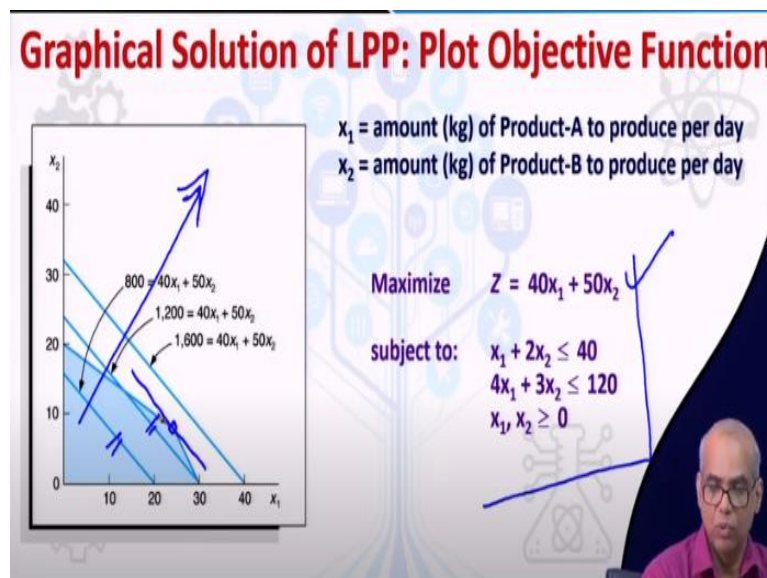 Graphical Solution of LPP: Plot Objective Function
x₁ = amount (kg) of Product-A to produce per day
x₂ = amount (kg) of Product-B to produce per day
x₂
40
30
20
10
0
10
20
30
40
x₁
800 = 40x₁ + 50x₂
1,200 = 40x₁ + 50x₂
1,600 = 40x₁ + 50x₂
Maximize Z = 40x₁ + 50x₂
subject to: x₁ + 2x₂ ≤ 40
4x₁ + 3x₂ ≤ 120
x₁, x₂ ≥ 0